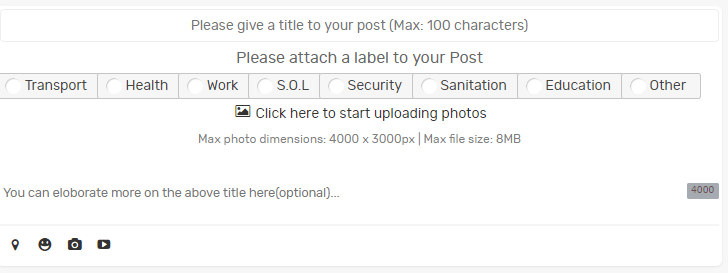 Please give a title to your post (Max: 100 characters)
Please attach a label to your Post
Transport Health Work S.O.L Security Sanitation Education Other
Click here to start uploading photos
Max photo dimensions: 4000 x 3000px | Max file size: 8MB
You can eloborate more on the above title here(optional)... 4000